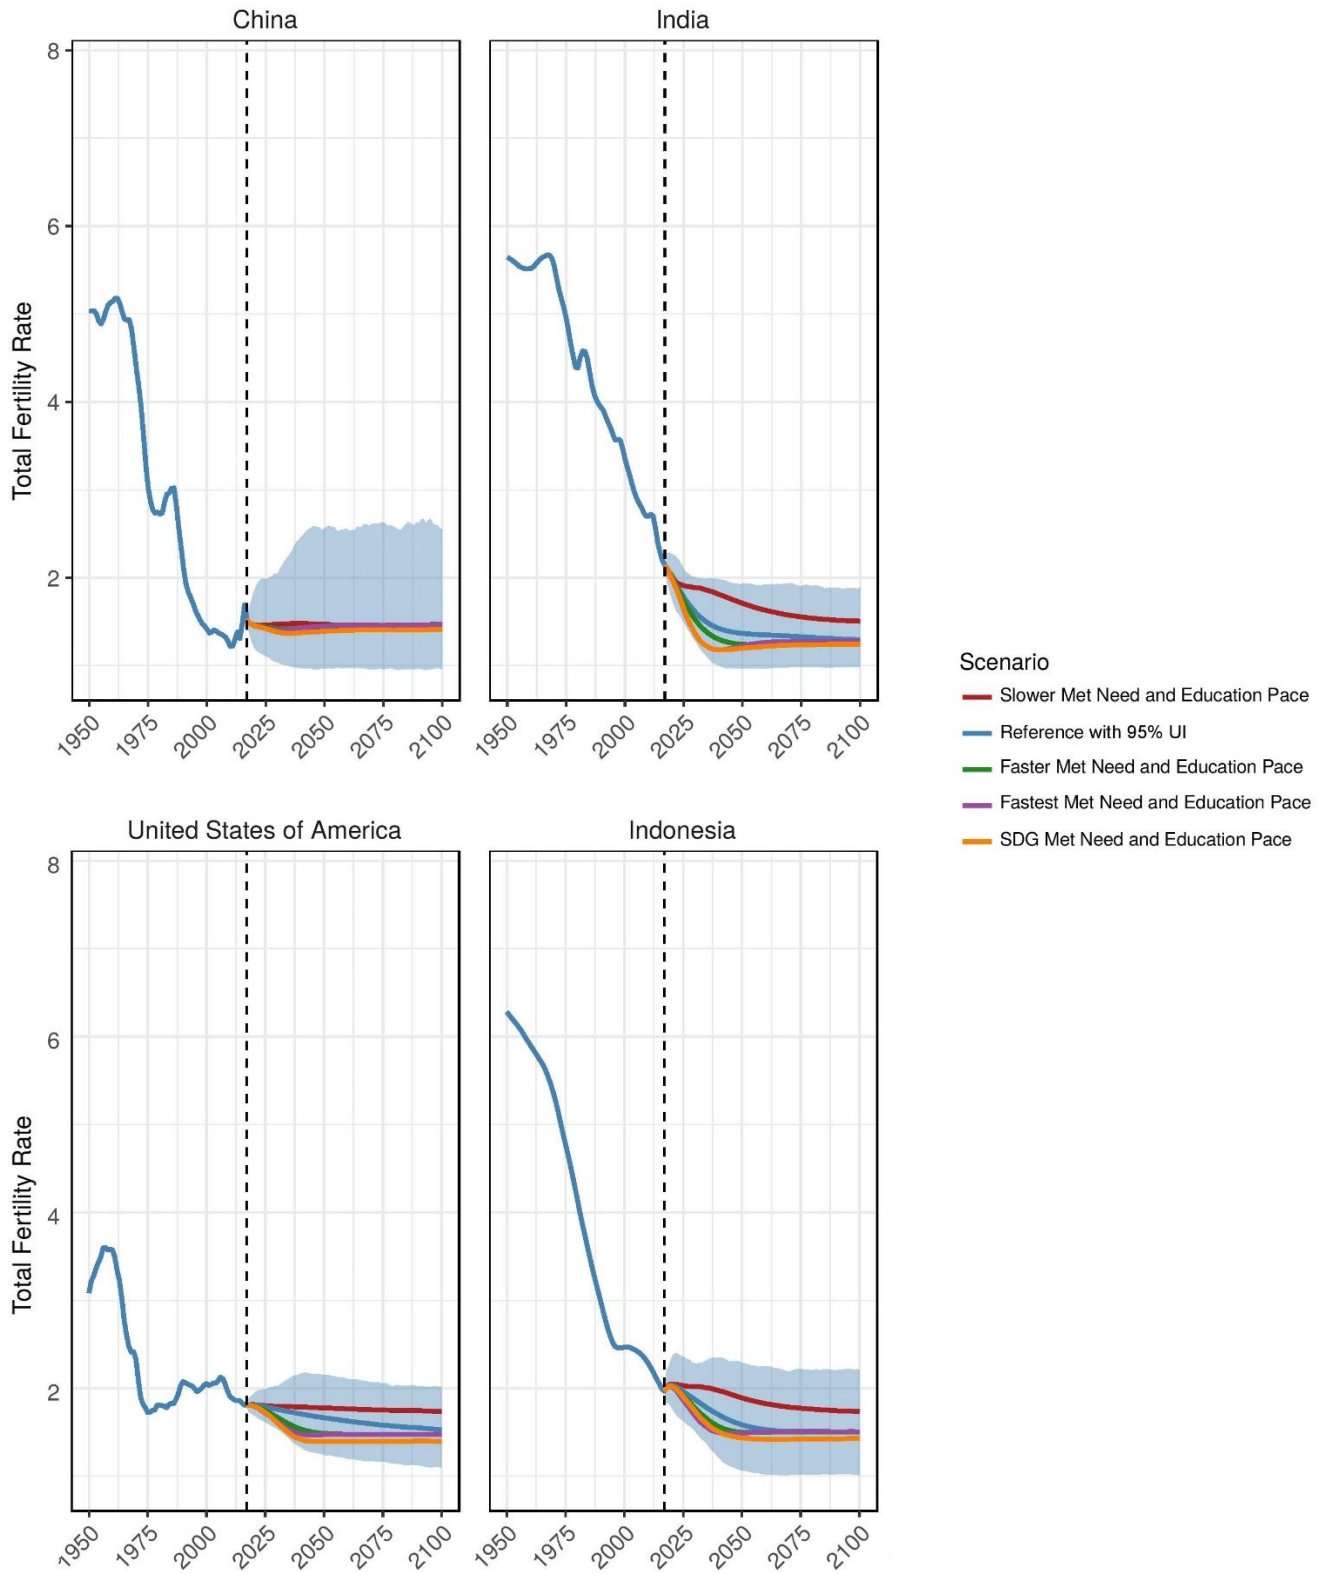 China
India
Total Fertility Rate
8
6
4
2
1950 1975 2000 2025 2050 2075 2100
1950 1975 2000 2025 2050 2075 2100
Scenario
Slower Met Need and Education Pace
Reference with 95% UI
Faster Met Need and Education Pace
Fastest Met Need and Education Pace
SDG Met Need and Education Pace
United States of America
Indonesia
Total Fertility Rate
8
6
4
2
1950 1975 2000 2025 2050 2075 2100
1950 1975 2000 2025 2050 2075 2100